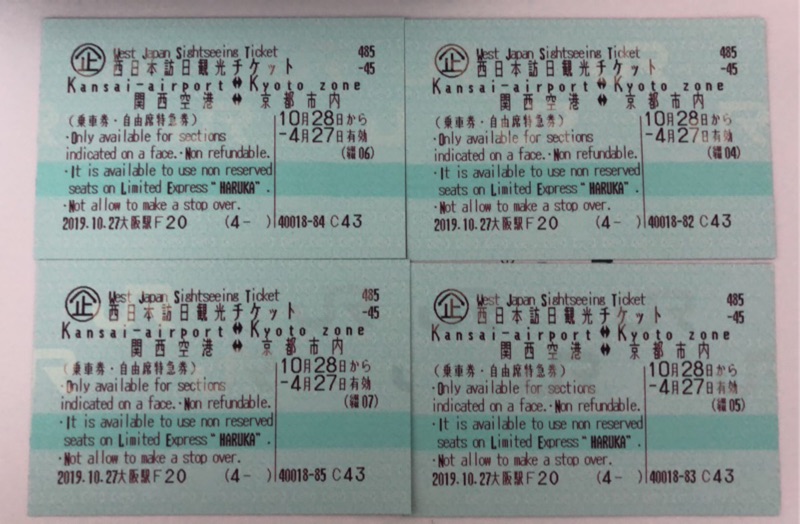 企 West Japan Sightseeing Ticket 485
西日本訪日観光チケット -45
Kansai-airport ⬌ Kyoto zone
関西空港 ⬌ 京都市内
(乗車券・自由席特急券) 10月28日から
・Only available for sections -4月27日有効
indicated on a face.・Non refundable. (06)
・It is available to use non reserved
seats on Limited Express "HARUKA".
・Not allow to make a stop over.
2019.10.27大阪駅F20 (4- ) 40018-84 C43
企 West Japan Sightseeing Ticket 485
西日本訪日観光チケット -45
Kansai-airport ⬌ Kyoto zone
関西空港 ⬌ 京都市内
(乗車券・自由席特急券) 10月28日から
・Only available for sections -4月27日有効
indicated on a face.・Non refundable. (04)
・It is available to use non reserved
seats on Limited Express "HARUKA".
・Not allow to make a stop over.
2019.10.27大阪駅F20 (4- ) 40018-82 C43
企 West Japan Sightseeing Ticket 485
西日本訪日観光チケット -45
Kansai-airport ⬌ Kyoto zone
関西空港 ⬌ 京都市内
(乗車券・自由席特急券) 10月28日から
・Only available for sections -4月27日有効
indicated on a face.・Non refundable. (07)
・It is available to use non reserved
seats on Limited Express "HARUKA".
・Not allow to make a stop over.
2019.10.27大阪駅F20 (4- ) 40018-85 C43
企 West Japan Sightseeing Ticket 485
西日本訪日観光チケット -45
Kansai-airport ⬌ Kyoto zone
関西空港 ⬌ 京都市内
(乗車券・自由席特急券) 10月28日から
・Only available for sections -4月27日有効
indicated on a face.・Non refundable. (05)
・It is available to use non reserved
seats on Limited Express "HARUKA".
・Not allow to make a stop over.
2019.10.27大阪駅F20 (4- ) 40018-83 C43